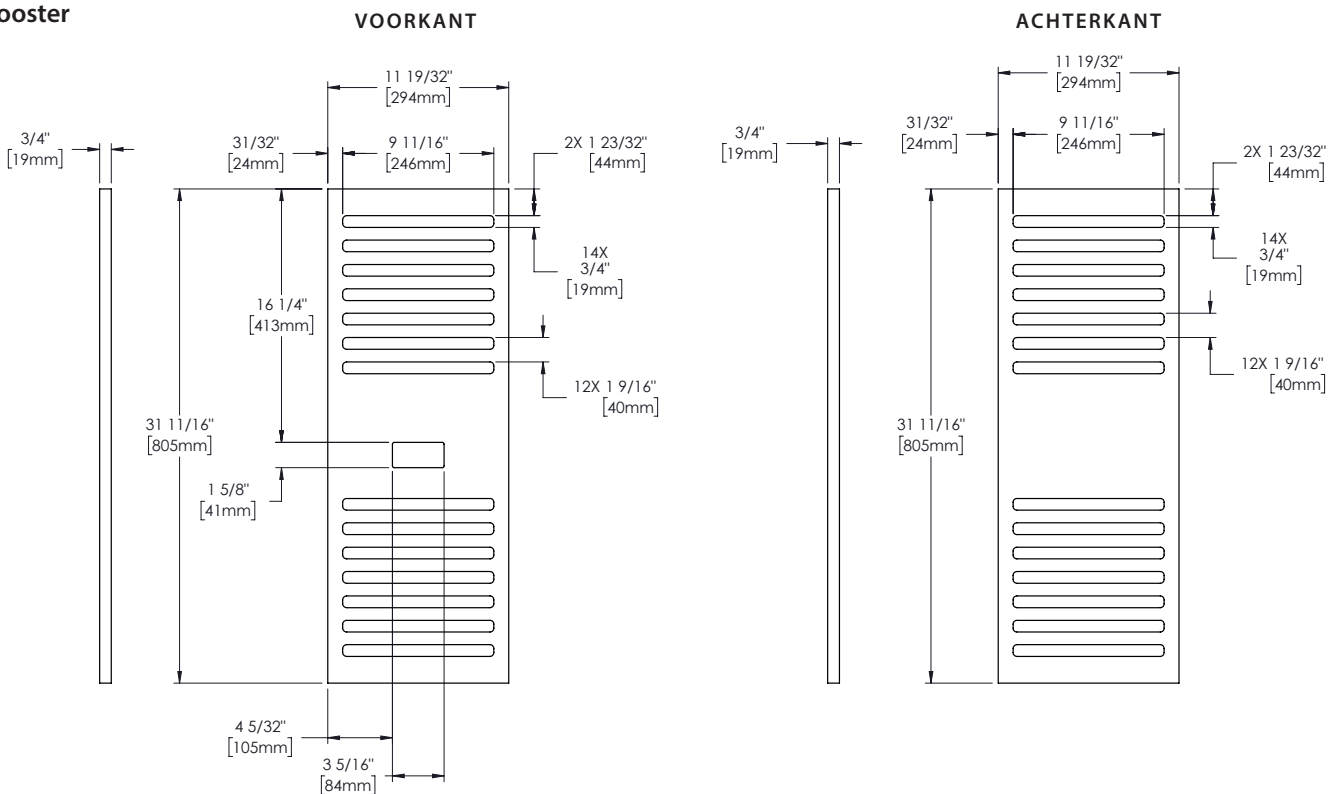 ooster
VOORKANT
ACHTERKANT
11 19/32"
[294mm]
3/4"
[19mm]
31/32"
[24mm]
9 11/16"
[246mm]
2X 1 23/32"
[44mm]
14X
3/4"
[19mm]
16 1/4"
[413mm]
12X 1 9/16"
[40mm]
31 11/16"
[805mm]
1 5/8"
[41mm]
4 5/32"
[105mm]
3 5/16"
[84mm]
11 19/32"
[294mm]
3/4"
[19mm]
31/32"
[24mm]
9 11/16"
[246mm]
2X 1 23/32"
[44mm]
14X
3/4"
[19mm]
12X 1 9/16"
[40mm]
31 11/16"
[805mm]